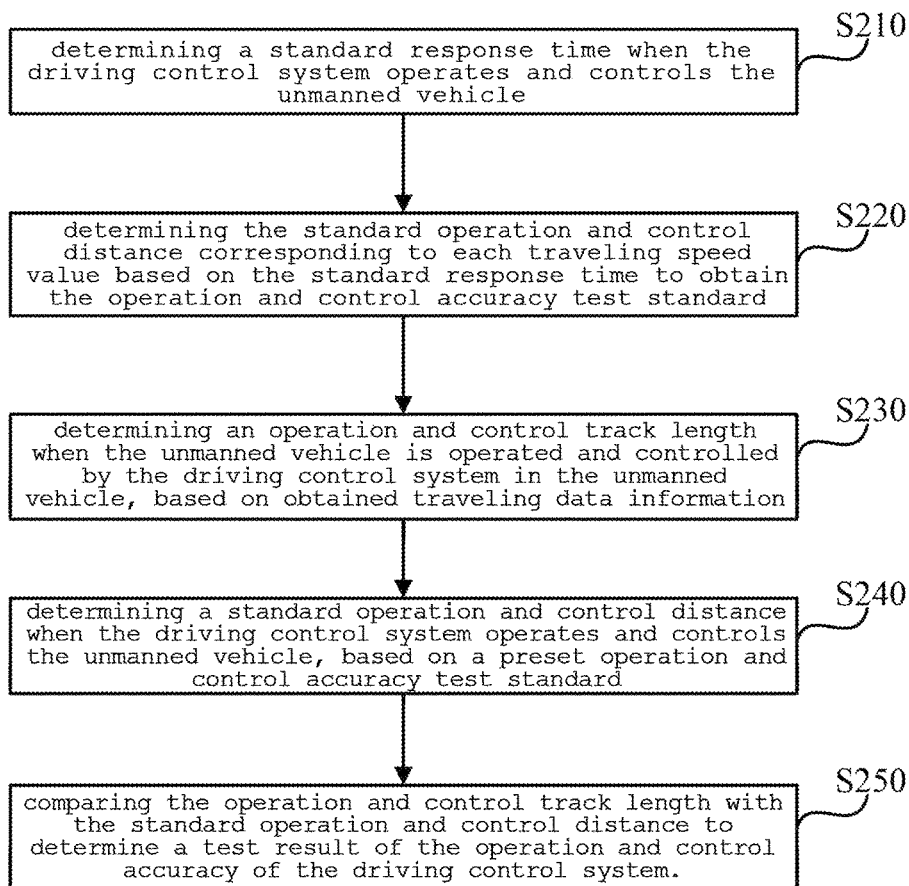 S210
determining a standard response time when the
driving control system operates and controls the
unmanned vehicle
S220
determining the standard operation and control
distance corresponding to each traveling speed
value based on the standard response time to obtain
the operation and control accuracy test standard
S230
determining an operation and control track length
when the unmanned vehicle is operated and controlled
by the driving control system in the unmanned
vehicle, based on obtained traveling data information
S240
determining a standard operation and control distance
when the driving control system operates and controls
the unmanned vehicle, based on a preset operation and
control accuracy test standard
S250
comparing the operation and control track length with
the standard operation and control distance to
determine a test result of the operation and control
accuracy of the driving control system.